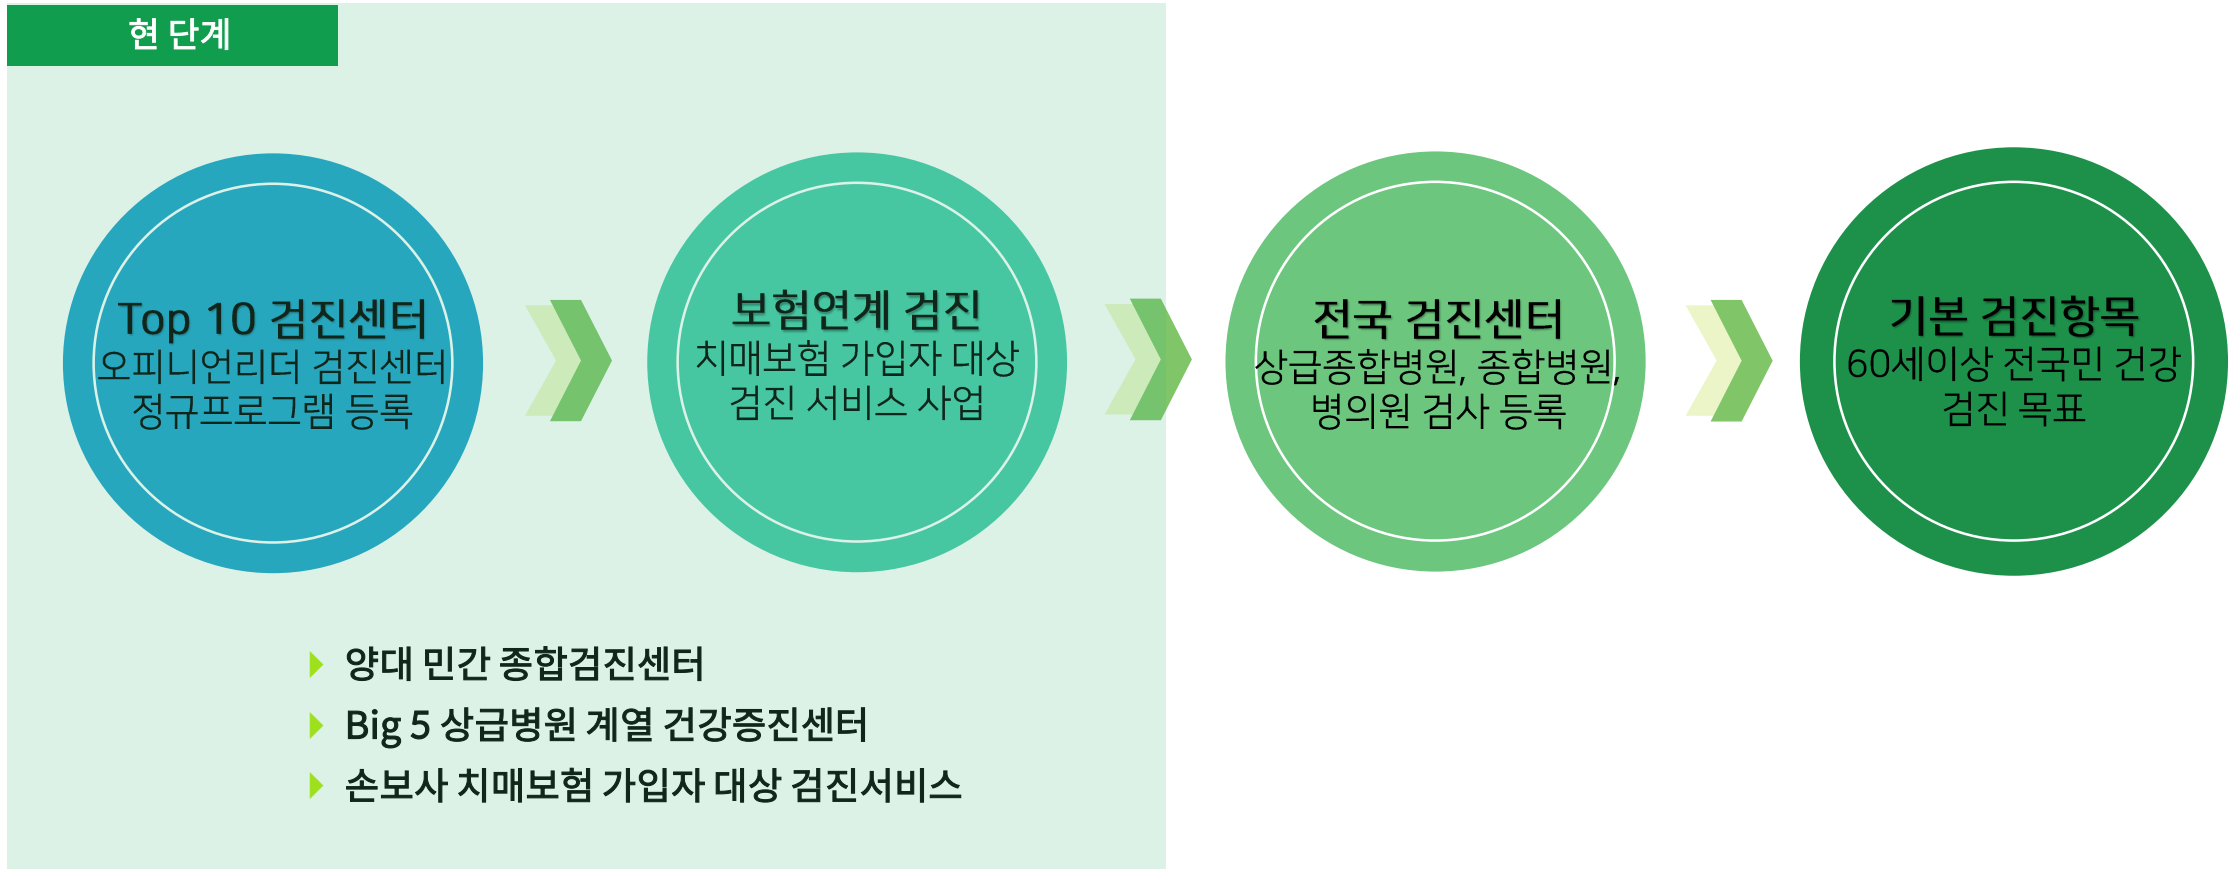 현 단계
Top 10 검진센터
오피니언리더 검진센터
정규프로그램 등록
보험연계 검진
치매보험 가입자 대상
검진 서비스 사업
전국 검진센터
상급종합병원, 종합병원,
병의원 검사 등록
기본 검진항목
60세이상 전국민 건강
검진 목표
양대 민간 종합검진센터
Big 5 상급병원 계열 건강증진센터
손보사 치매보험 가입자 대상 검진서비스